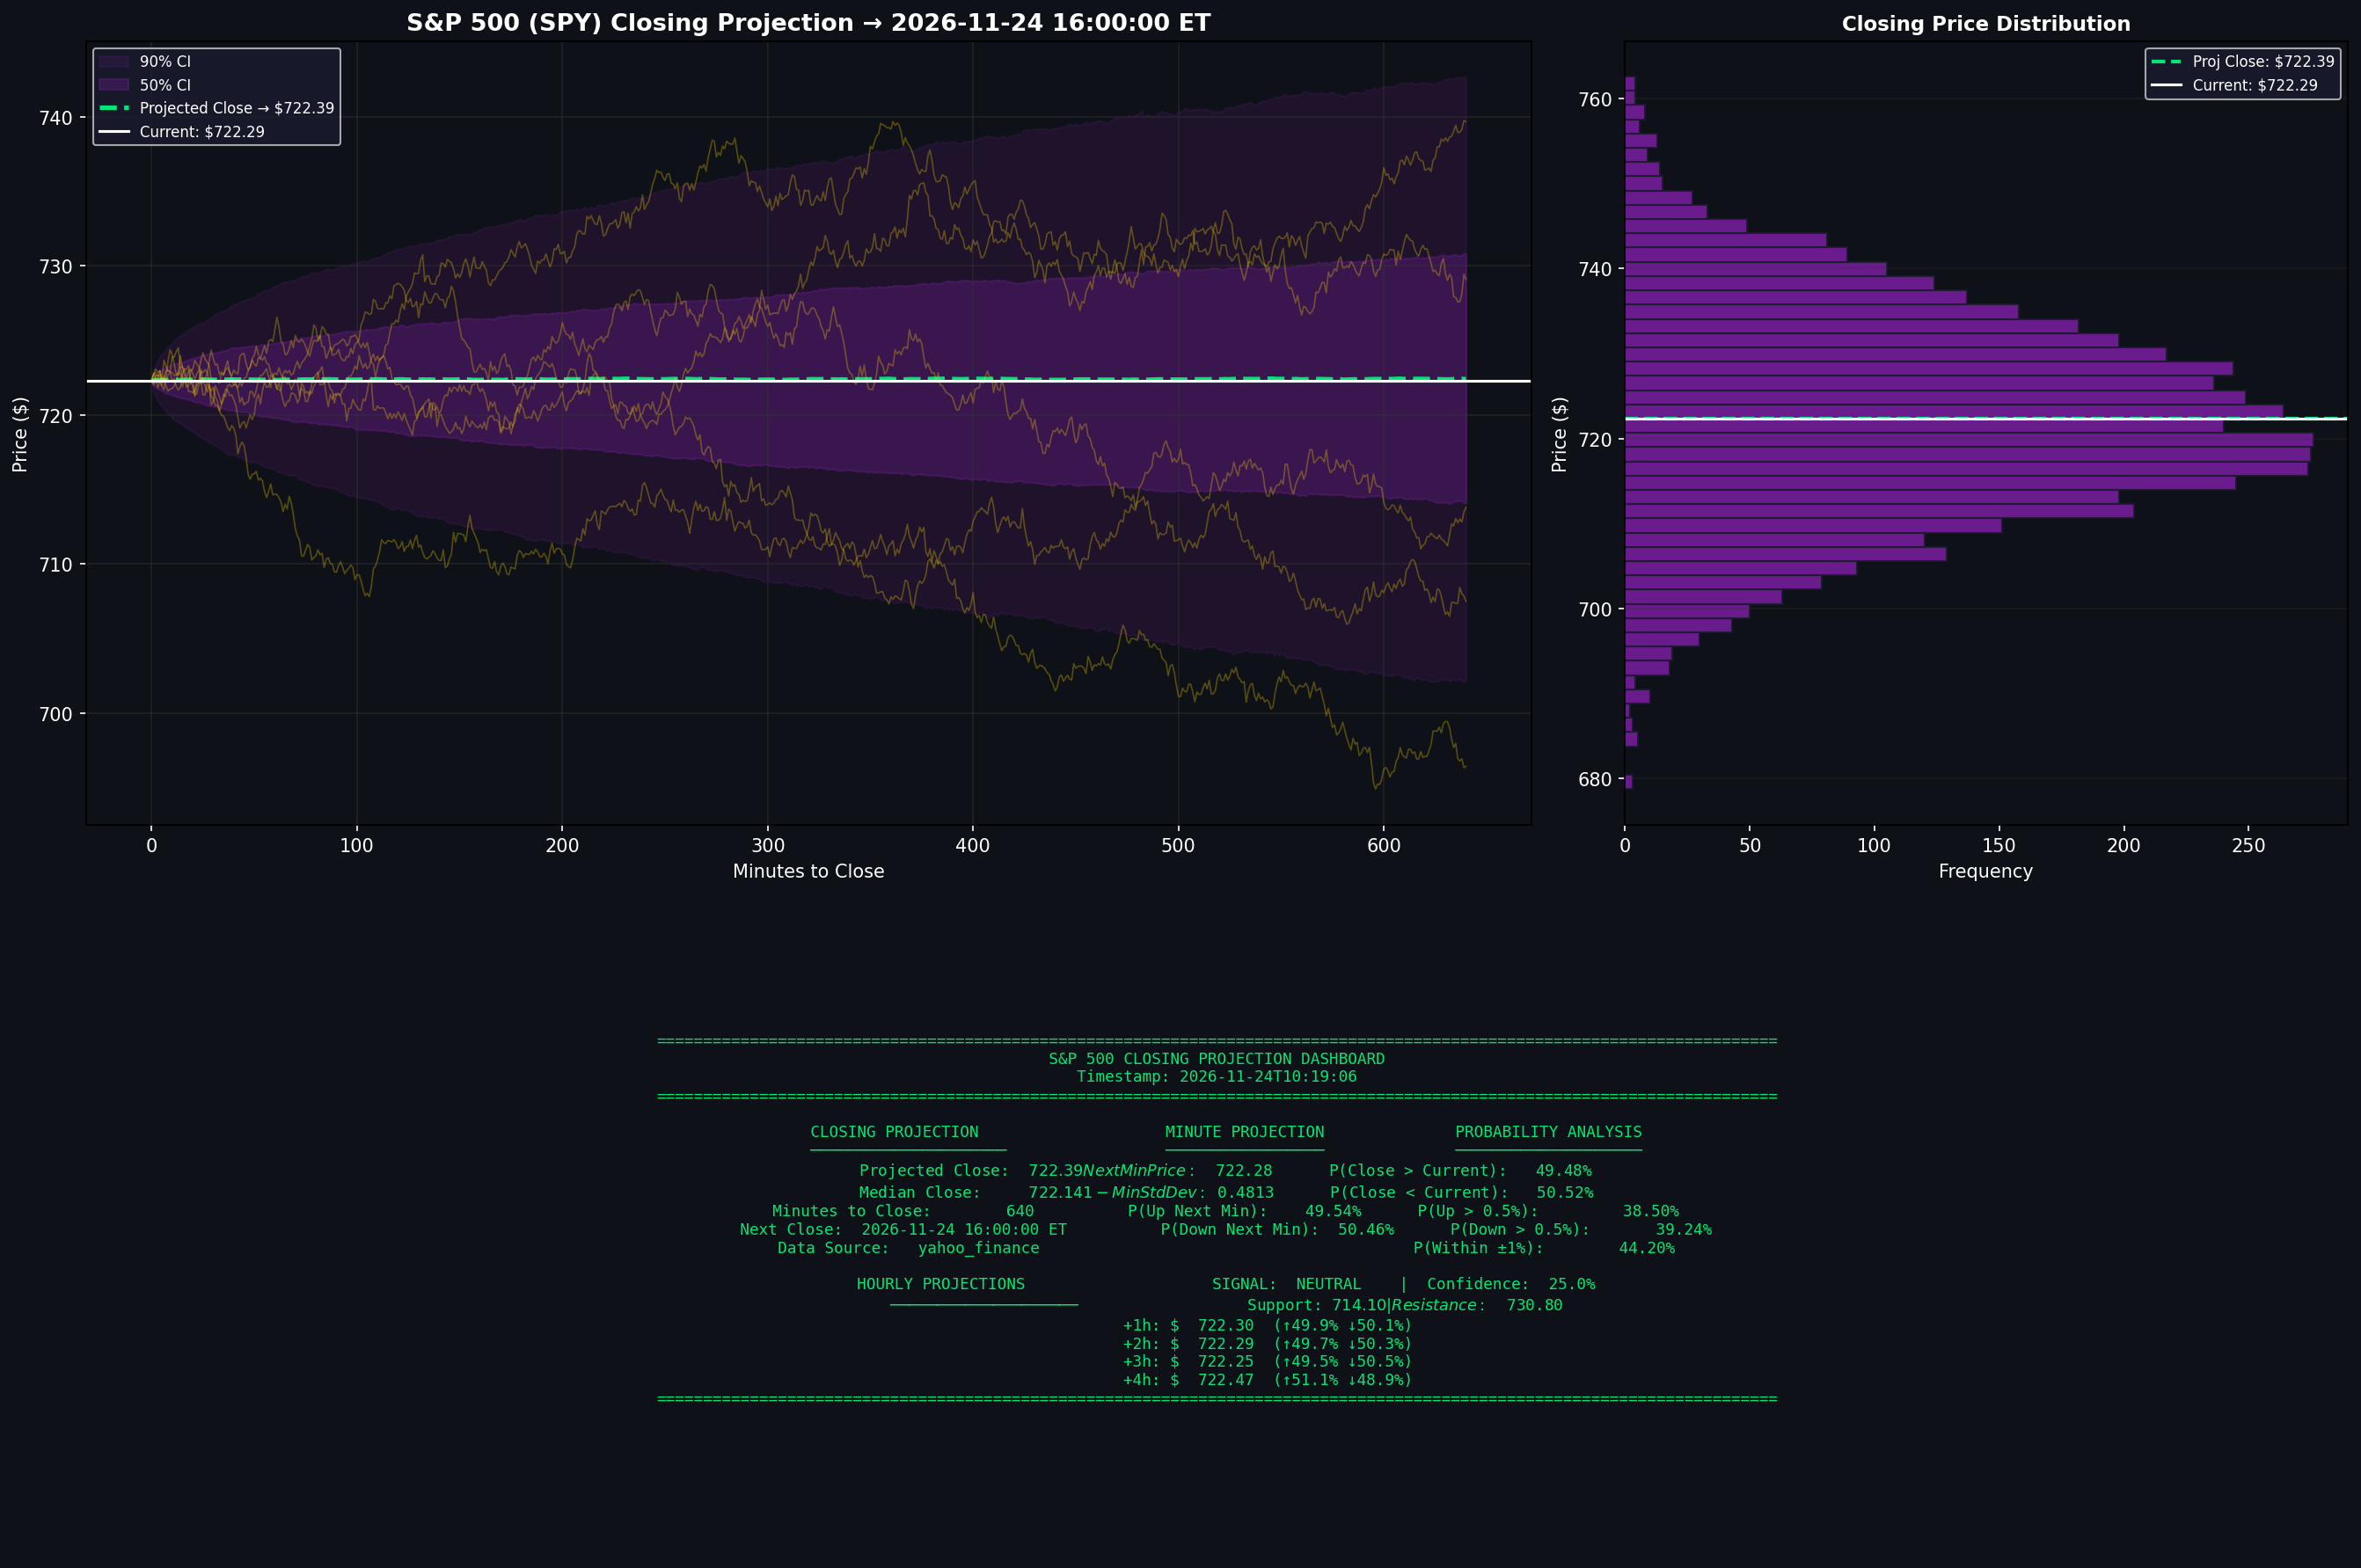 S&P 500 (SPY) Closing Projection → 2026-11-24 16:00:00 ET
90% CI
50% CI
Projected Close → $722.39
Current: $722.29
740
730
720
710
700
Price ($)
0 100 200 300 400 500 600
Minutes to Close
Closing Price Distribution
Proj Close: $722.39
Current: $722.29
760
740
720
700
680
Price ($)
0 50 100 150 200 250
Frequency
S&P 500 CLOSING PROJECTION DASHBOARD
Timestamp: 2026-11-24T10:19:06
CLOSING PROJECTION MINUTE PROJECTION PROBABILITY ANALYSIS
Projected Close: 722.39NextMinPrice: 722.28 P(Close > Current): 49.48%
Median Close: 722.141−MinStdDev: 0.4813 P(Close < Current): 50.52%
Minutes to Close: 640 P(Up Next Min): 49.54% P(Up > 0.5%): 38.50%
Next Close: 2026-11-24 16:00:00 ET P(Down Next Min): 50.46% P(Down > 0.5%): 39.24%
Data Source: yahoo_finance P(Within ±1%): 44.20%
HOURLY PROJECTIONS SIGNAL: NEUTRAL | Confidence: 25.0%
Support: 714.10|Resistance: 730.80
+1h: $ 722.30 (↑49.9% ↓50.1%)
+2h: $ 722.29 (↑49.7% ↓50.3%)
+3h: $ 722.25 (↑49.5% ↓50.5%)
+4h: $ 722.47 (↑51.1% ↓48.9%)